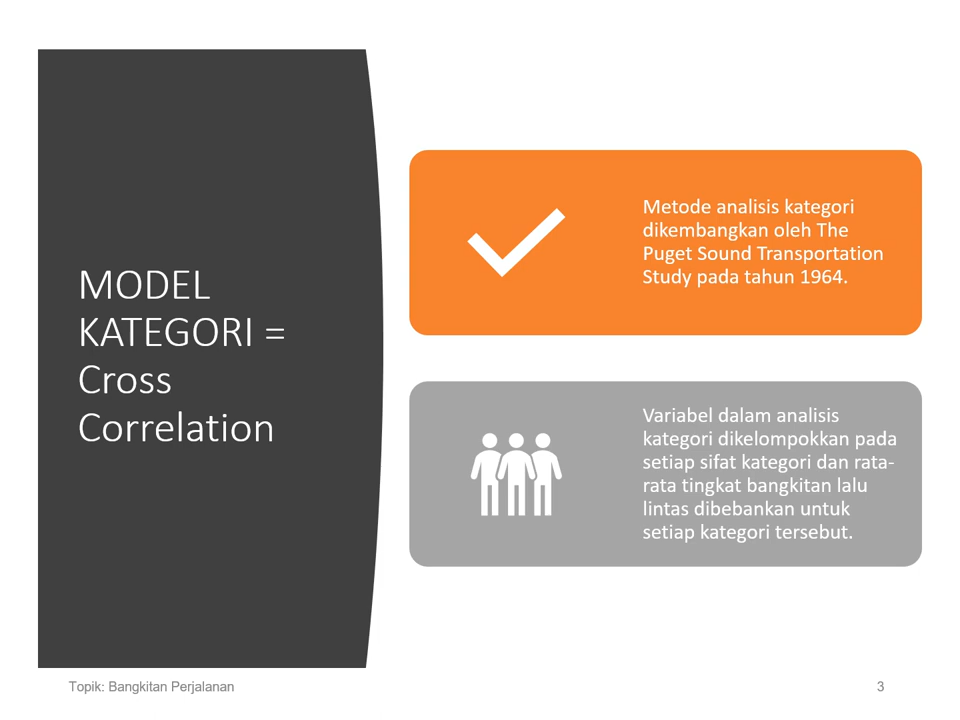 MODEL
KATEGORI =
Cross
Correlation
Metode analisis kategori
dikembangkan oleh The
Puget Sound Transportation
Study pada tahun 1964.
Variabel dalam analisis
kategori dikelompokkan pada
setiap sifat kategori dan rata-
rata tingkat bangkitan lalu
lintas dibebankan untuk
setiap kategori tersebut.
Topik: Bangkitan Perjalanan
3